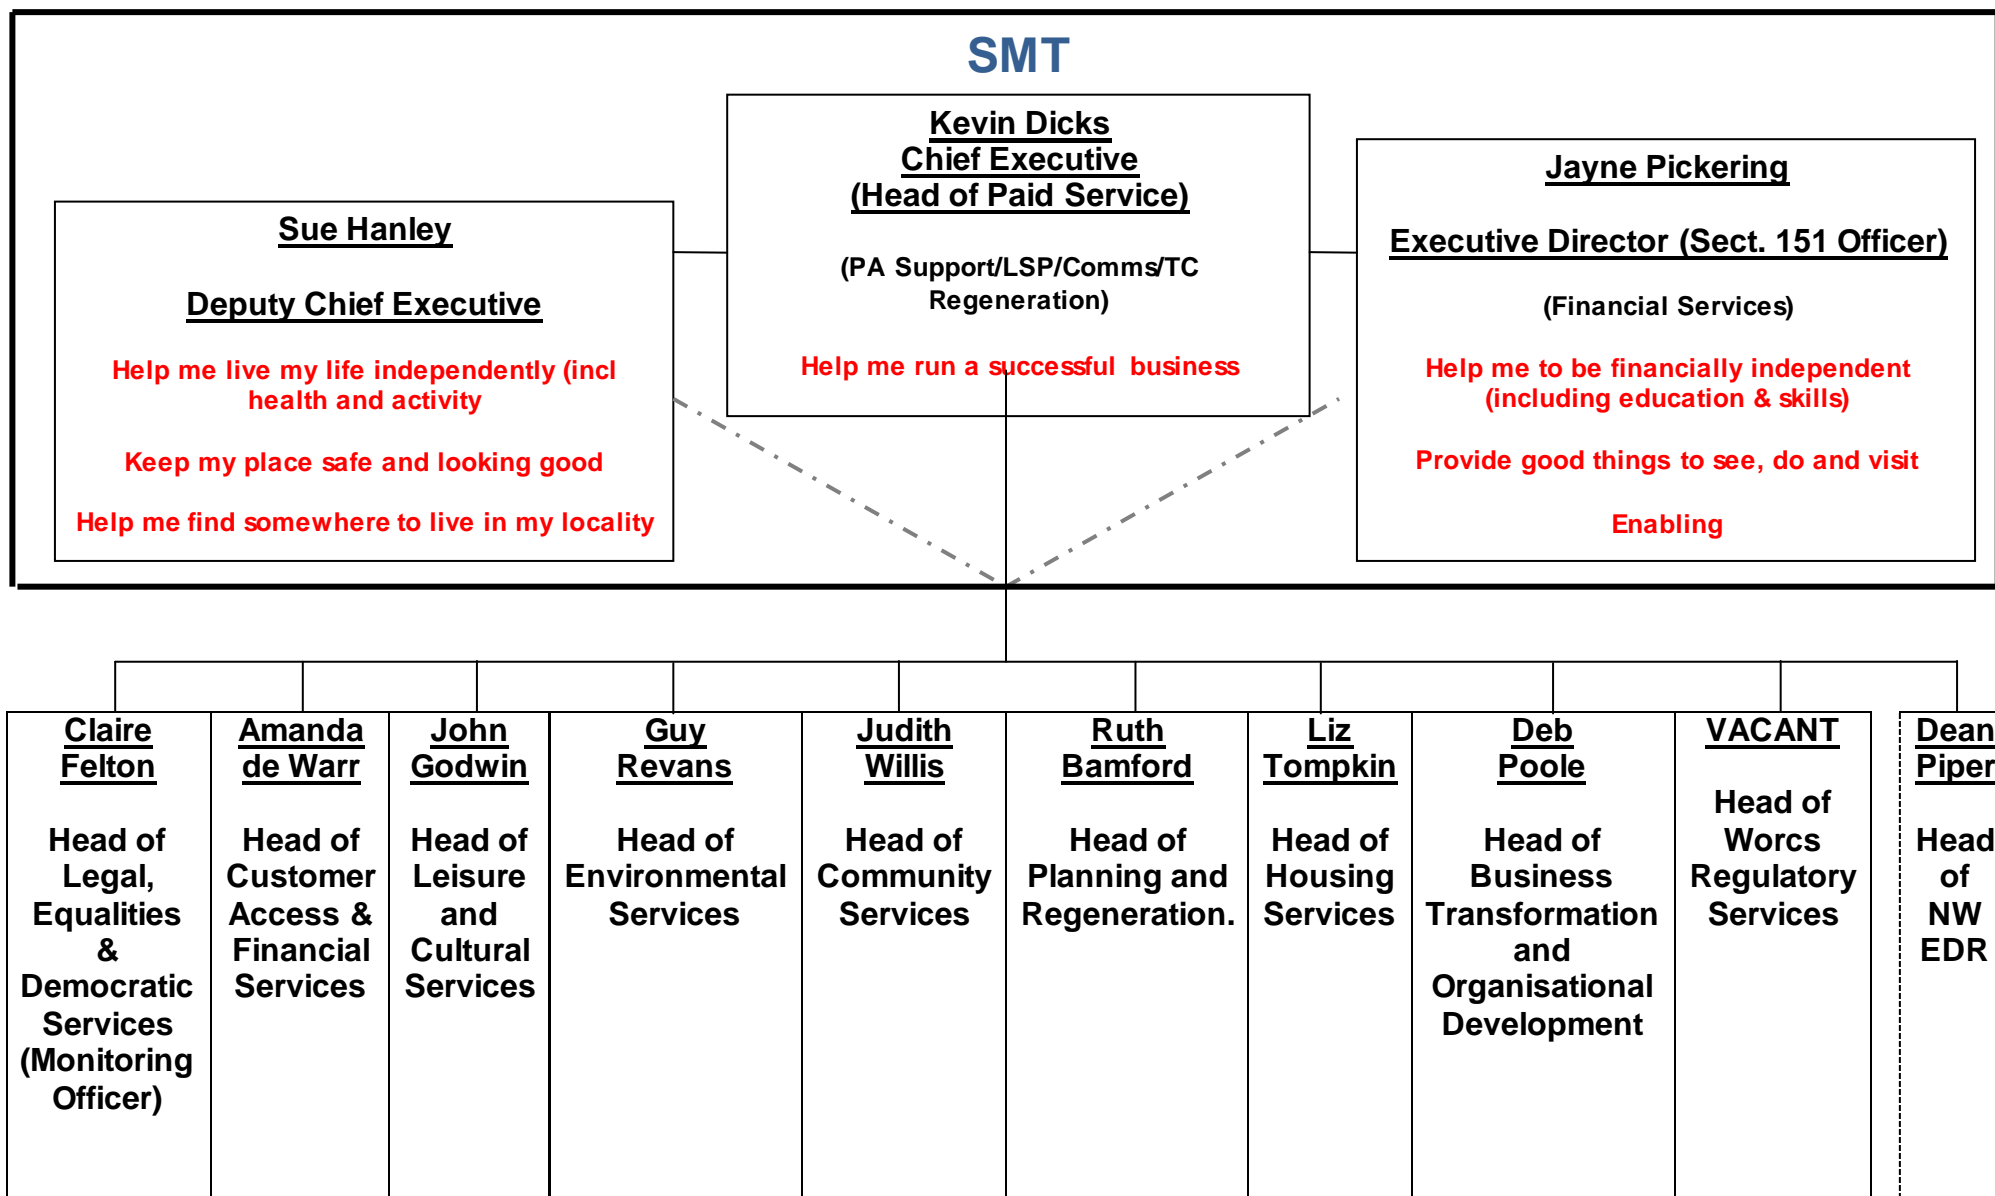 SMT
Sue Hanley
Deputy Chief Executive
Help me live my life independently (incl
health and activity
Keep my place safe and looking good
Help me find somewhere to live in my locality
Kevin Dicks
Chief Executive
(Head of Paid Service)
(PA Support/LSP/Comms/TC
Regeneration)
Help me run a successful business
Jayne Pickering
Executive Director (Sect. 151 Officer)
(Financial Services)
Help me to be financially independent
(including education & skills)
Provide good things to see, do and visit
Enabling
Claire
Felton
Head of
Legal,
Equalities
&
Democratic
Services
(Monitoring
Officer)
Amanda
de Warr
Head of
Customer
Access &
Financial
Services
John
Godwin
Head of
Leisure
and
Cultural
Services
Guy
Revans
Head of
Environmental
Services
Judith
Willis
Head of
Community
Services
Ruth
Bamford
Head of
Planning and
Regeneration.
Liz
Tompkin
Head of
Housing
Services
Deb
Poole
Head of
Business
Transformation
and
Organisational
Development
VACANT
Head of
Worcs
Regulatory
Services
Dean
Piper
Head
of
NW
EDR